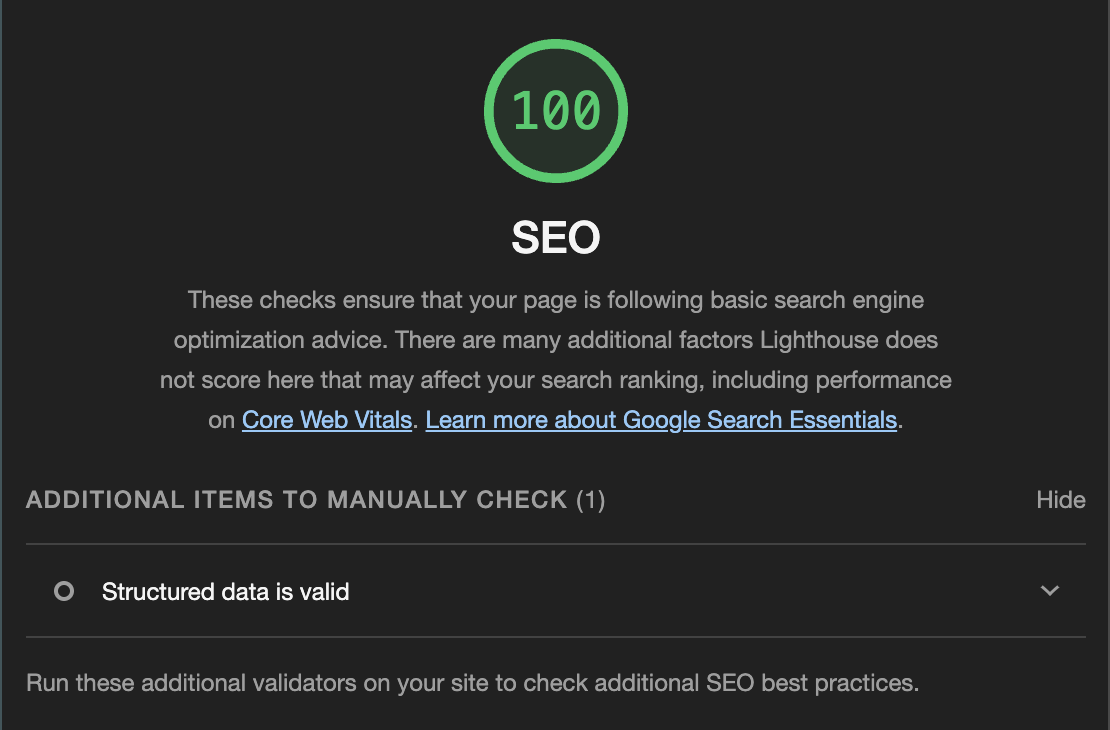 100
SEO
These checks ensure that your page is following basic search engine
optimization advice. There are many additional factors Lighthouse does
not score here that may affect your search ranking, including performance
on Core Web Vitals. Learn more about Google Search Essentials.
ADDITIONAL ITEMS TO MANUALLY CHECK (1) Hide
Structured data is valid
Run these additional validators on your site to check additional SEO best practices.